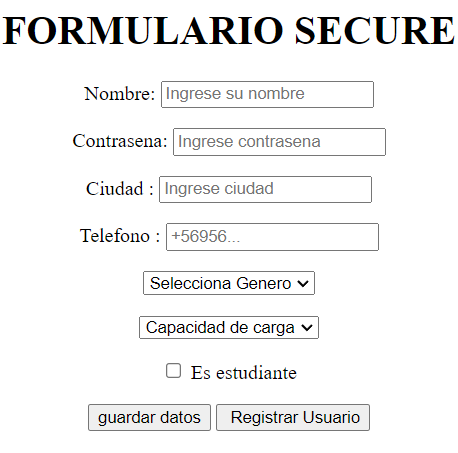 FORMULARIO SECURE
Nombre: Ingrese su nombre
Contrasena: Ingrese contrasena
Ciudad : Ingrese ciudad
Telefono : +56956...
Selecciona Genero
Capacidad de carga
Es estudiante
guardar datos Registrar Usuario